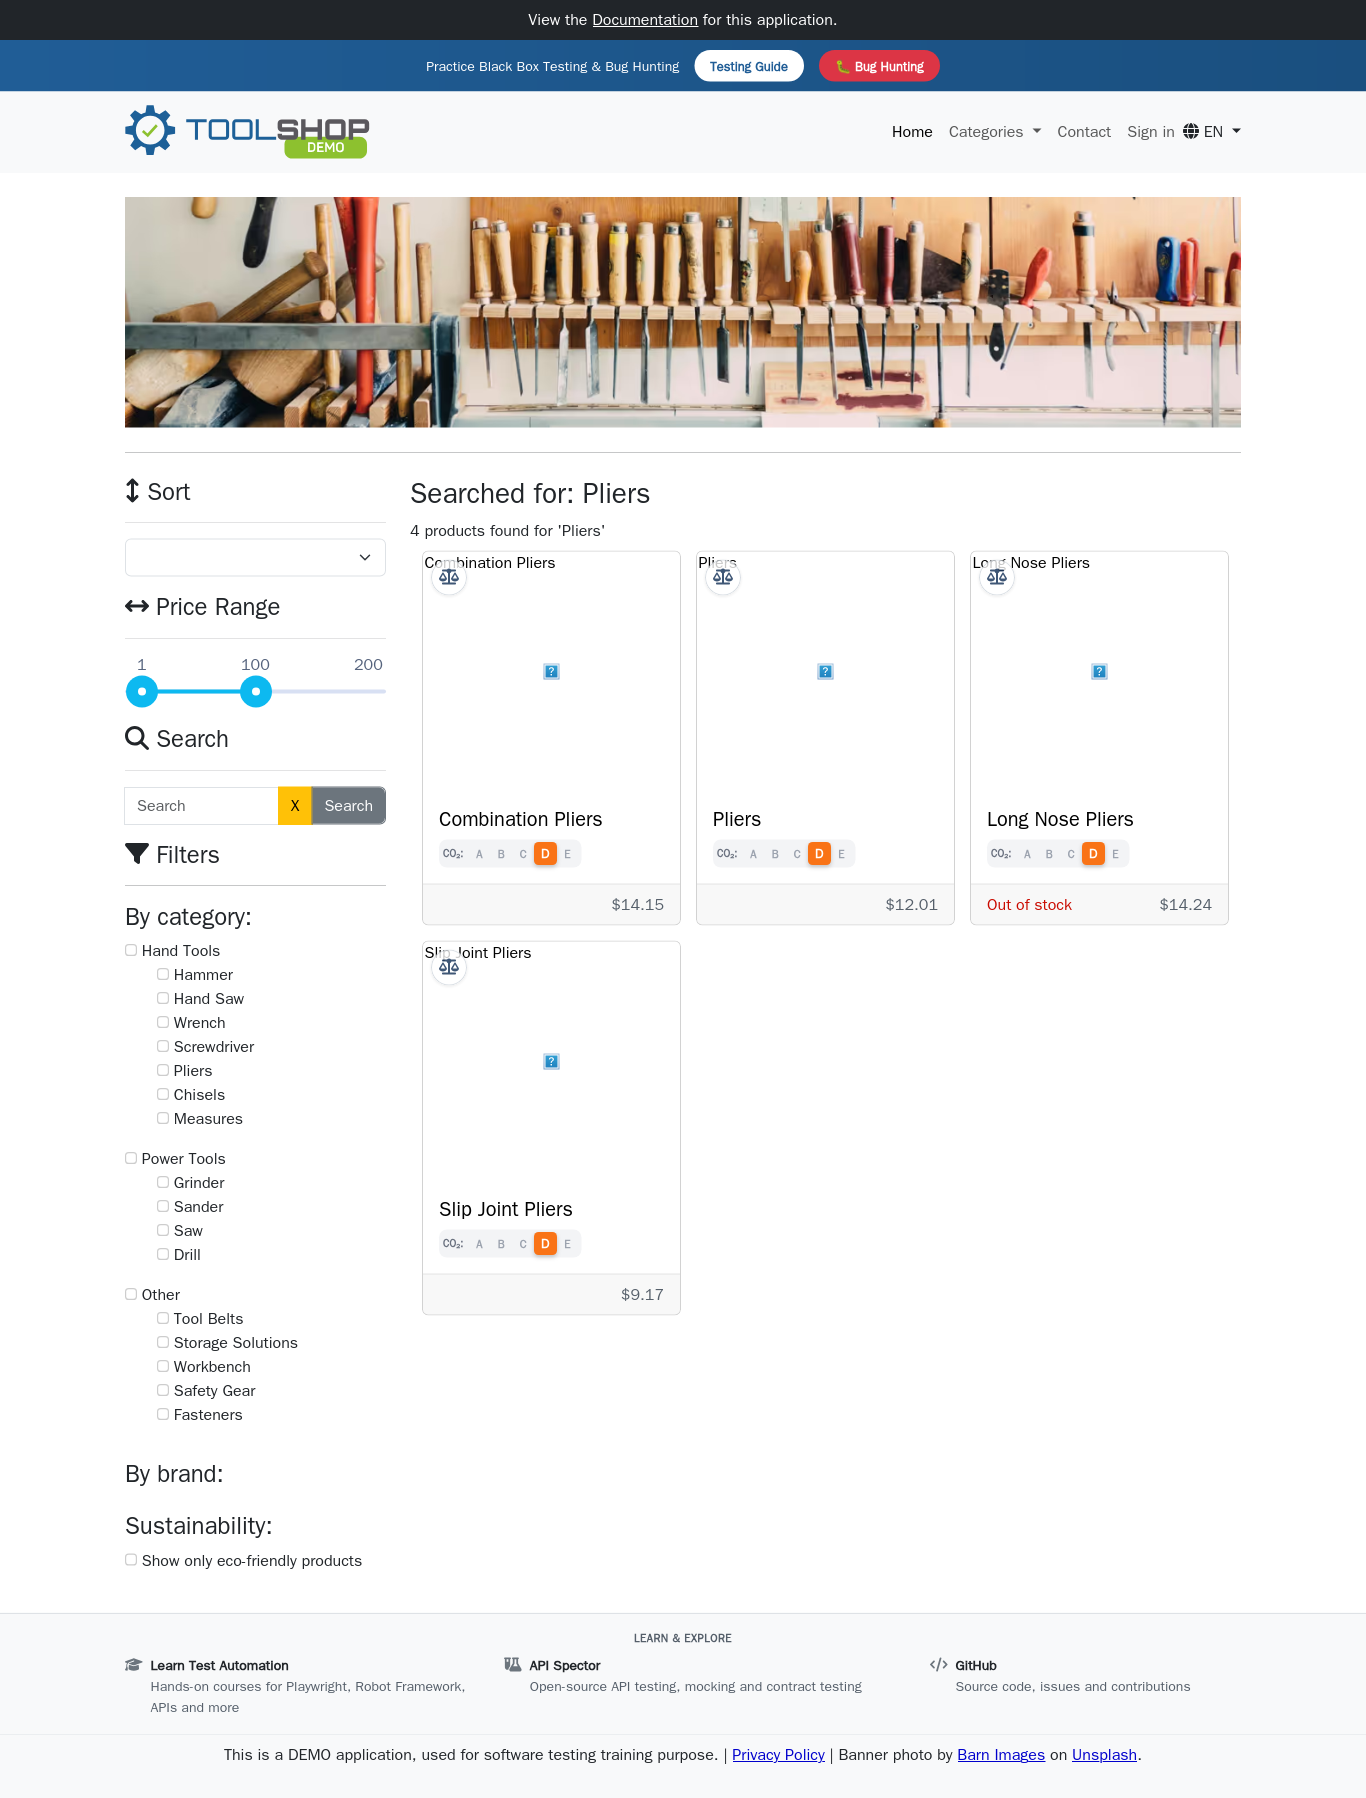 View the Documentation for this application.
Practice Black Box Testing & Bug Hunting Testing Guide Bug Hunting
TOOLSHOP
DEMO
Home Categories Contact Sign in EN
Sort
Price Range
1 100 200
Search
Search X Search
Filters
By category:
Hand Tools
Hammer
Hand Saw
Wrench
Screwdriver
Pliers
Chisels
Measures
Power Tools
Grinder
Sander
Saw
Drill
Other
Tool Belts
Storage Solutions
Workbench
Safety Gear
Fasteners
By brand:
Sustainability:
Show only eco-friendly products
Searched for: Pliers
4 products found for 'Pliers'
Combination Pliers
Combination Pliers
CO₂: A B C D E
$14.15
Pliers
Pliers
CO₂: A B C D E
$12.01
Long Nose Pliers
Long Nose Pliers
CO₂: A B C D E
Out of stock $14.24
Slip Joint Pliers
Slip Joint Pliers
CO₂: A B C D E
$9.17
LEARN & EXPLORE
Learn Test Automation
Hands-on courses for Playwright, Robot Framework,
APIs and more
API Spector
Open-source API testing, mocking and contract testing
GitHub
Source code, issues and contributions
This is a DEMO application, used for software testing training purpose. | Privacy Policy | Banner photo by Barn Images on Unsplash.